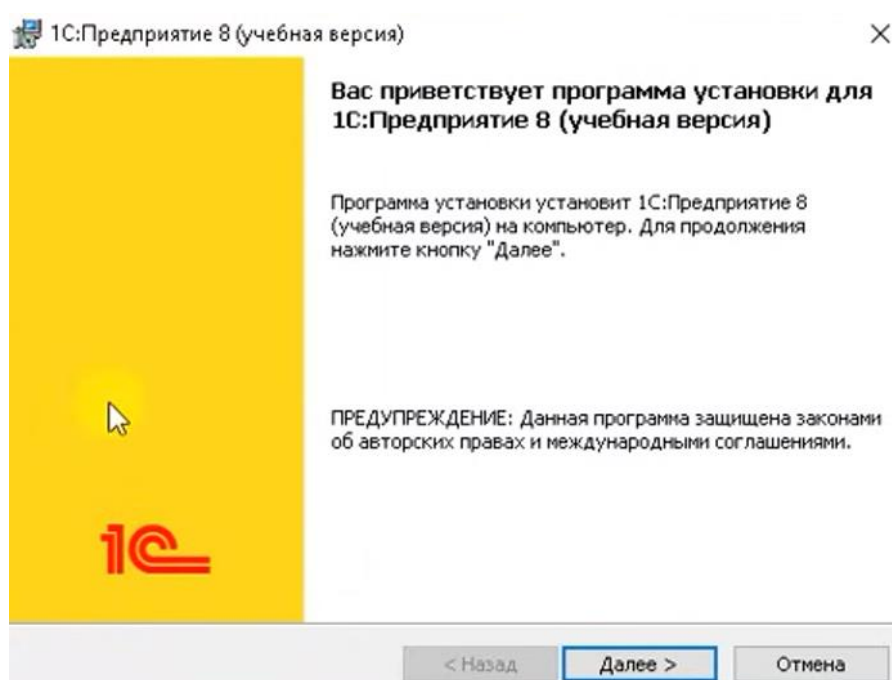 1С:Предприятие 8 (учебная версия)
Вас приветствует программа установки для
1С:Предприятие 8 (учебная версия)
Программа установки установит 1С:Предприятие 8
(учебная версия) на компьютер. Для продолжения
нажмите кнопку "Далее".
ПРЕДУПРЕЖДЕНИЕ: Данная программа защищена законами
об авторских правах и международными соглашениями.
1С
< Назад
Далее >
Отмена